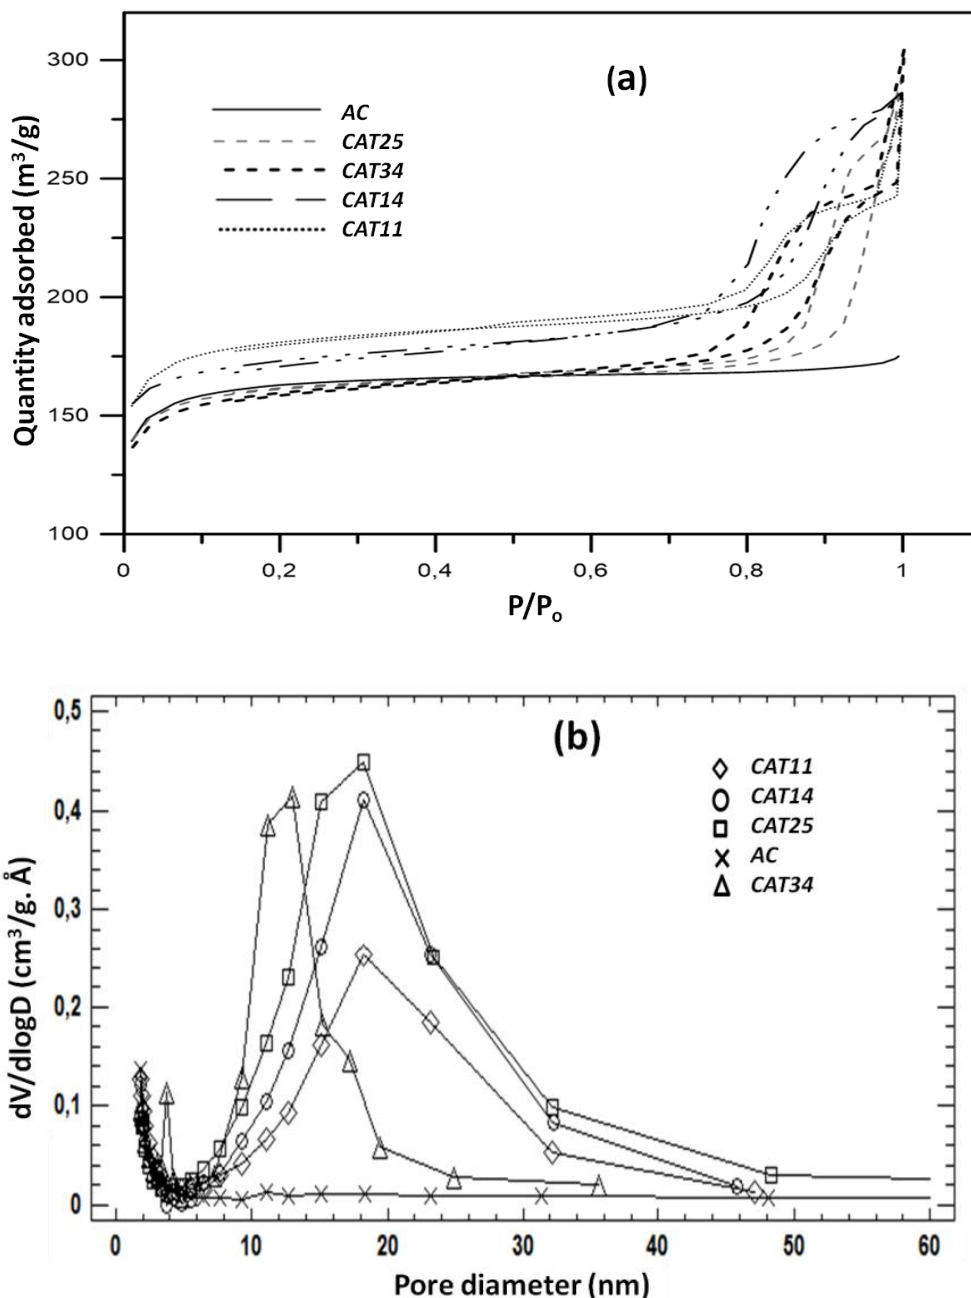 (a)
300
250
200
150
100
Quantity adsorbed (m³/g)
AC
CAT25
CAT34
CAT14
CAT11
0
0,2
0,4
0,6
0,8
1
P/Po
(b)
0,5
0,4
0,3
0,2
0,1
0
dV/dlogD (cm³/g. Å)
CAT11
CAT14
CAT25
AC
CAT34
0
10
20
30
40
50
60
Pore diameter (nm)